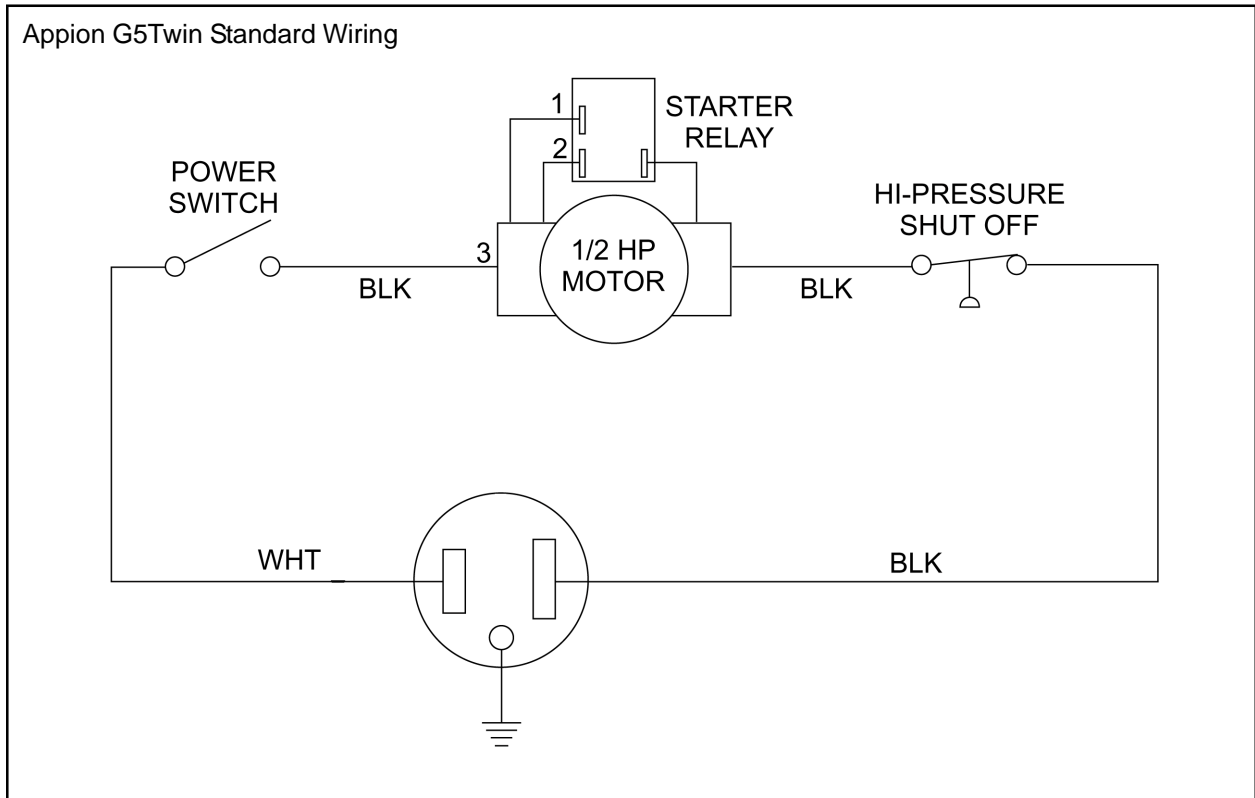 Appion G5Twin Standard Wiring
1
STARTER
RELAY
2
POWER
SWITCH
HI-PRESSURE
SHUT OFF
3
1/2 HP
MOTOR
BLK
BLK
WHT
BLK